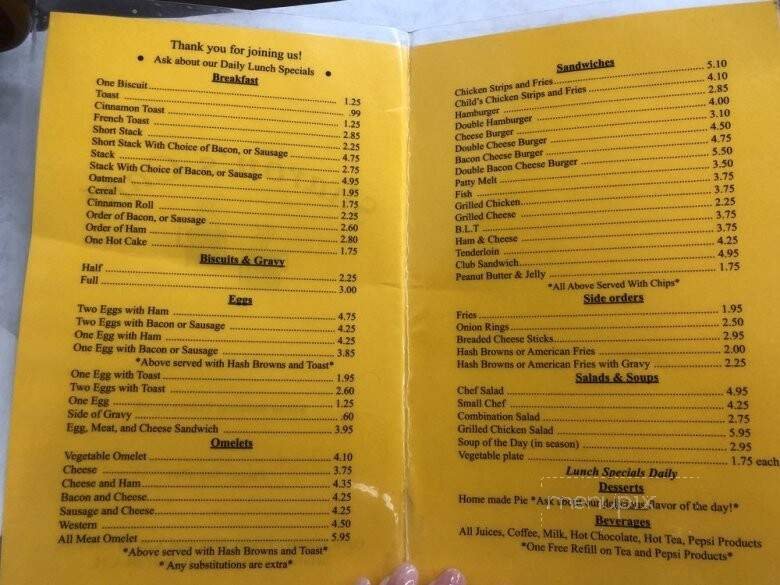 Thank you for joining us!
• Ask about our Daily Lunch Specials •
Breakfast
One Biscuit 1.25
Toast .99
Cinnamon Toast 1.25
French Toast 2.85
Short Stack 2.25
Short Stack With Choice of Bacon, or Sausage 4.75
Stack 2.75
Stack With Choice of Bacon, or Sausage 4.95
Oatmeal 1.95
Cereal 1.75
Cinnamon Roll 2.25
Order of Bacon, or Sausage 2.60
Order of Ham 2.80
One Hot Cake 1.75
Biscuits & Gravy
Half 2.25
Full 3.00
Eggs
Two Eggs with Ham 4.75
Two Eggs with Bacon or Sausage 4.25
One Egg with Ham 4.25
One Egg with Bacon or Sausage 3.85
*Above served with Hash Browns and Toast*
One Egg with Toast 1.95
Two Eggs with Toast 2.60
One Egg 1.25
Side of Gravy .60
Egg, Meat, and Cheese Sandwich 3.95
Omelets
Vegetable Omelet 4.10
Cheese 3.75
Cheese and Ham 4.35
Bacon and Cheese 4.25
Sausage and Cheese 4.25
Western 4.50
All Meat Omelet 5.95
*Above served with Hash Browns and Toast*
* Any substitutions are extra*
Sandwiches
Chicken Strips and Fries 5.10
Child's Chicken Strips and Fries 4.10
Hamburger 2.85
Double Hamburger 4.00
Cheese Burger 3.10
Double Cheese Burger 4.50
Bacon Cheese Burger 4.75
Double Bacon Cheese Burger 5.50
Patty Melt 3.50
Fish 3.75
Grilled Chicken 3.75
Grilled Cheese 2.25
B.L.T 3.75
Ham & Cheese 3.75
Tenderloin 4.25
Club Sandwich 4.95
Peanut Butter & Jelly 1.75
*All Above Served With Chips*
Side orders
Fries 1.95
Onion Rings 2.50
Breaded Cheese Sticks 2.95
Hash Browns or American Fries 2.00
Hash Browns or American Fries with Gravy 2.25
Salads & Soups
Chef Salad 4.95
Small Chef 4.25
Combination Salad 2.75
Grilled Chicken Salad 5.95
Soup of the Day (in season) 2.95
Vegetable plate 1.75 each
Lunch Specials Daily
Desserts
Home made Pie *Ask about our flavor of the day!*
menupix
Beverages
All Juices, Coffee, Milk, Hot Chocolate, Hot Tea, Pepsi Products
*One Free Refill on Tea and Pepsi Products*